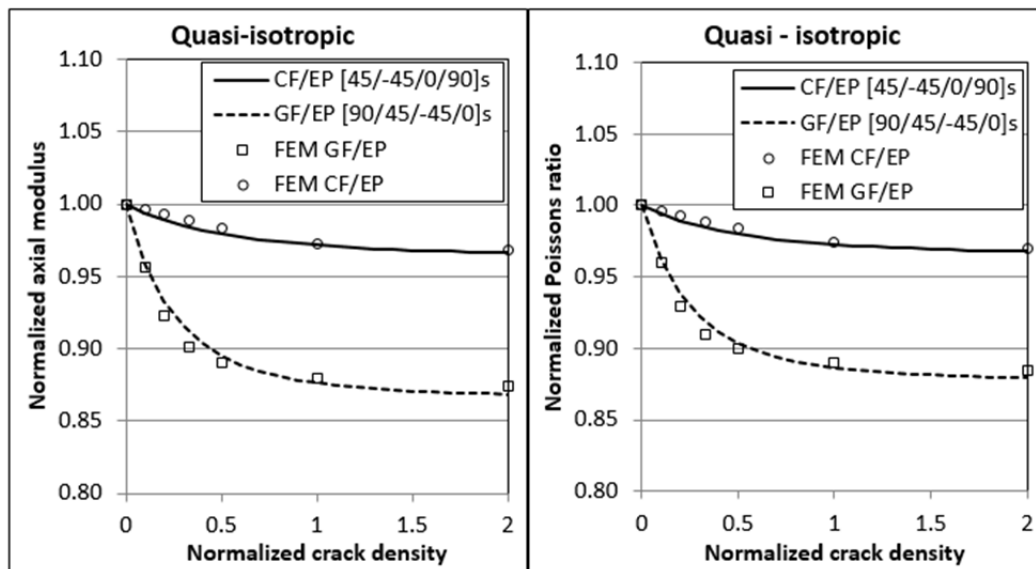 Quasi-isotropic
1.10
1.05
1.00
0.95
0.90
0.85
0.80
Normalized axial modulus
CF/EP [45/-45/0/90]s
GF/EP [90/45/-45/0]s
FEM GF/EP
FEM CF/EP
0 0.5 1 1.5 2
Normalized crack density
Quasi - isotropic
1.10
1.05
1.00
0.95
0.90
0.85
0.80
Normalized Poissons ratio
CF/EP [45/-45/0/90]s
GF/EP [90/45/-45/0]s
FEM CF/EP
FEM GF/EP
0 0.5 1 1.5 2
Normalized crack density